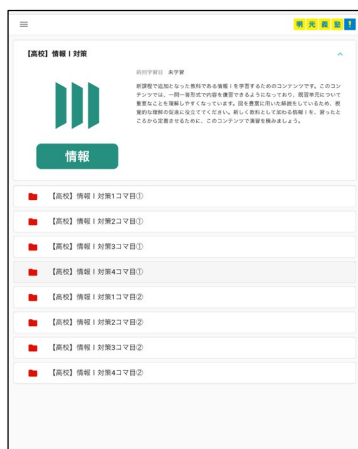 明光義塾
【高校】情報Ⅰ対策
前回学習日 未学習
新課程で追加となった教科である情報Ⅰを学習するためのコンテンツです。このコン
テンツでは、一問一答形式で内容を復習できるようになっており、既習単元について
重要なことを理解しやすくなっています。図を豊富に用いた解説をしているため、視
覚的な理解の促進に役立ててください。新しく教科として加わる情報Ⅰを、習ったと
ころから定着させるために、このコンテンツで演習を積みましょう。
情報
【高校】情報Ⅰ対策1コマ目①
【高校】情報Ⅰ対策2コマ目①
【高校】情報Ⅰ対策3コマ目①
【高校】情報Ⅰ対策4コマ目①
【高校】情報Ⅰ対策1コマ目②
【高校】情報Ⅰ対策2コマ目②
【高校】情報Ⅰ対策3コマ目②
【高校】情報Ⅰ対策4コマ目②